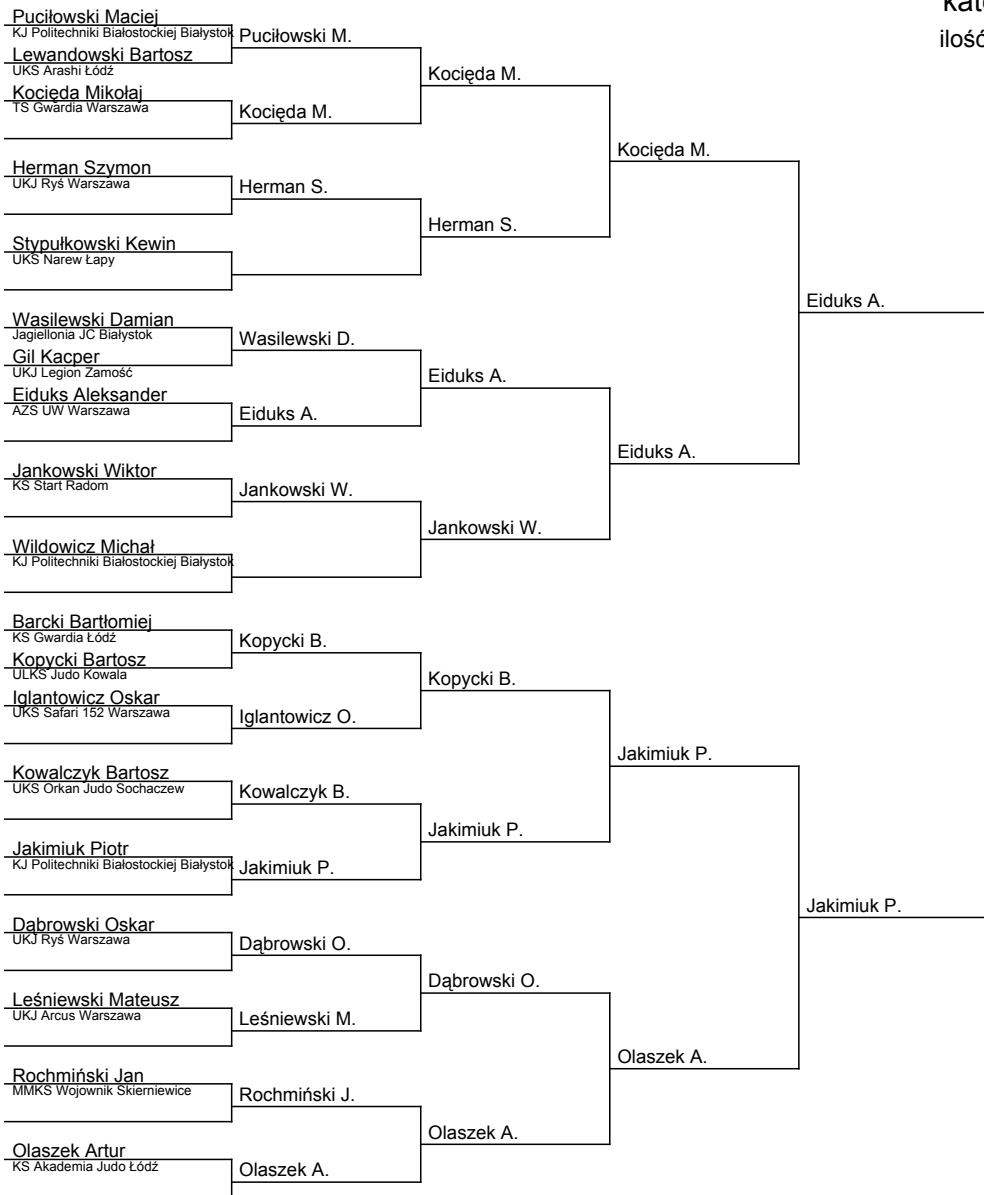 Puciłowski Maciej
KJ Politechniki Białostockiej Białystok
Lewandowski Bartosz
UKS Arashi Łódź
Kocięda Mikołaj
TS Gwardia Warszawa
Herman Szymon
UKJ Ryś Warszawa
Stypułkowski Kewin
UKS Narew Łapy
Wasilewski Damian
Jagiellonia JC Białystok
Gil Kacper
UKJ Legion Zamość
Eiduks Aleksander
AZS UW Warszawa
Jankowski Wiktor
KS Start Radom
Wildowicz Michał
KJ Politechniki Białostockiej Białystok
Barcki Bartłomiej
KS Gwardia Łódź
Kopycki Bartosz
ULKS Judo Kowala
Iglantowicz Oskar
UKS Safari 152 Warszawa
Kowalczyk Bartosz
UKS Orkan Judo Sochaczew
Jakimiuk Piotr
KJ Politechniki Białostockiej Białystok
Dąbrowski Oskar
UKJ Ryś Warszawa
Leśniewski Mateusz
UKJ Arcus Warszawa
Rochmiński Jan
MMKS Wojownik Skierniewice
Olaszek Artur
KS Akademia Judo Łódź
Puciłowski M.
Kocięda M.
Herman S.
Wasilewski D.
Eiduks A.
Jankowski W.
Kopycki B.
Iglantowicz O.
Kowalczyk B.
Jakimiuk P.
Dąbrowski O.
Leśniewski M.
Rochmiński J.
Olaszek A.
Kocięda M.
Herman S.
Eiduks A.
Jankowski W.
Kopycki B.
Jakimiuk P.
Dąbrowski O.
Olaszek A.
Kocięda M.
Eiduks A.
Jakimiuk P.
Olaszek A.
Eiduks A.
Jakimiuk P.
ilość